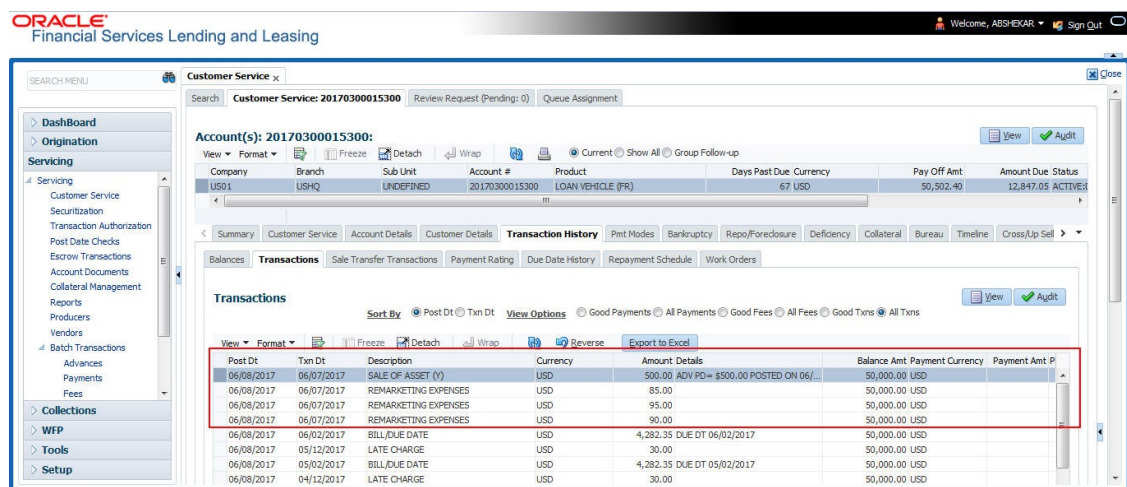 ORACLE®
Financial Services Lending and Leasing
Welcome, ABSHEKAR Sign Out
SEARCH MENU
Customer Service x
Close
Search Customer Service: 20170300015300 Review Request (Pending: 0) Queue Assignment
DashBoard
Origination
Servicing
Servicing
Customer Service
Securitization
Transaction Authorization
Post Date Checks
Escrow Transactions
Account Documents
Collateral Management
Reports
Producers
Vendors
Batch Transactions
Advances
Payments
Fees
Collections
WFP
Tools
Setup
Account(s): 20170300015300:
View Audit
View Format Freeze Detach Wrap Current Show All Group Follow-up
Company Branch Sub Unit Account # Product Days Past Due Currency Pay Off Amt Amount Due Status
US01 USHQ UNDEFINED 20170300015300 LOAN VEHICLE (FR) 67 USD 50,502.40 12,847.05 ACTIVE:
Summary Customer Service Account Details Customer Details Transaction History Pmt Modes Bankruptcy Repo/Foreclosure Deficiency Collateral Bureau Timeline Cross/Up Sell
Balances Transactions Sale Transfer Transactions Payment Rating Due Date History Repayment Schedule Work Orders
Transactions
View Audit
Sort By Post Dt Txn Dt View Options Good Payments All Payments Good Fees All Fees Good Txns All Txns
View Format Freeze Detach Wrap Reverse Export to Excel
Post Dt Txn Dt Description Currency Amount Details Balance Amt Payment Currency Payment Amt P
06/08/2017 06/07/2017 SALE OF ASSET (Y) USD 500.00 ADV PD= $500.00 POSTED ON 06/... 50,000.00 USD
06/08/2017 06/07/2017 REMARKETING EXPENSES USD 85.00 50,000.00 USD
06/08/2017 06/07/2017 REMARKETING EXPENSES USD 95.00 50,000.00 USD
06/08/2017 06/07/2017 REMARKETING EXPENSES USD 90.00 50,000.00 USD
06/08/2017 06/02/2017 BILL/DUE DATE USD 4,282.35 DUE DT 06/02/2017 50,000.00 USD
06/08/2017 05/12/2017 LATE CHARGE USD 30.00 50,000.00 USD
06/08/2017 05/02/2017 BILL/DUE DATE USD 4,282.35 DUE DT 05/02/2017 50,000.00 USD
06/08/2017 04/12/2017 LATE CHARGE USD 30.00 50,000.00 USD